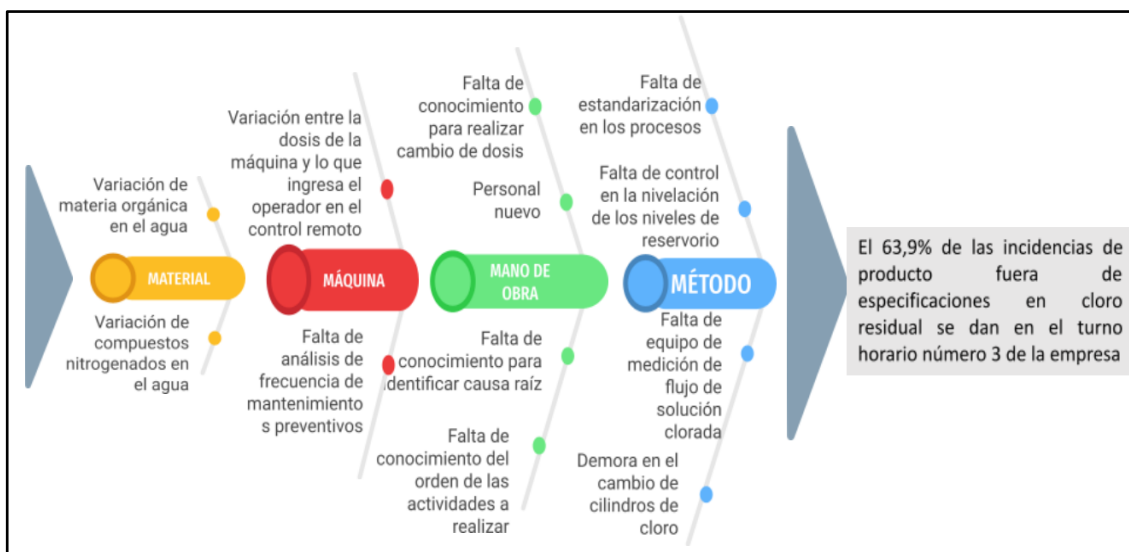 Variación de
materia orgánica
en el agua
MATERIAL
Variación de
compuestos
nitrogenados en
el agua
Variación entre la
dosis de la
máquina y lo que
ingresa el
operador en el
control remoto
MÁQUINA
Falta de
análisis de
frecuencia de
mantenimiento
s preventivos
Falta de
conocimiento
para realizar
cambio de dosis
Personal
nuevo
MANO DE
OBRA
Falta de
conocimiento para
identificar causa raíz
Falta de
conocimiento del
orden de las
actividades a
realizar
Falta de
estandarización
en los procesos
Falta de control
en la nivelación
de los niveles de
reservorio
MÉTODO
Falta de
equipo de
medición de
flujo de
solución
clorada
Demora en el
cambio de
cilindros de
cloro
El 63,9% de las incidencias de
producto fuera de
especificaciones en cloro
residual se dan en el turno
horario número 3 de la empresa